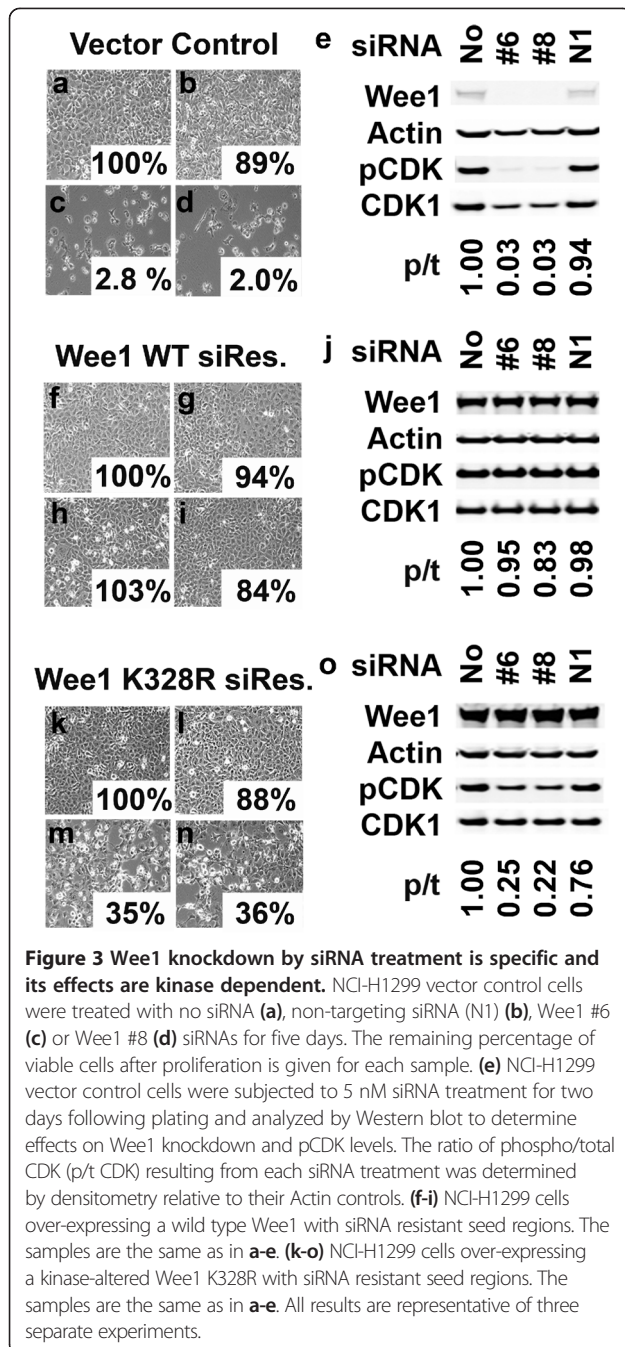 Vector Control
a
b
100%
89%
c
d
2.8 %
2.0%
e siRNA No #6 #8 N1
Wee1
Actin
pCDK
CDK1
p/t 1.00 0.03 0.03 0.94
Wee1 WT siRes.
f
g
100%
94%
h
i
103%
84%
j siRNA No #6 #8 N1
Wee1
Actin
pCDK
CDK1
p/t 1.00 0.95 0.83 0.98
Wee1 K328R siRes.
k
l
100%
88%
m
n
35%
36%
o siRNA No #6 #8 N1
Wee1
Actin
pCDK
CDK1
p/t 1.00 0.25 0.22 0.76
Figure 3 Wee1 knockdown by siRNA treatment is specific and
its effects are kinase dependent. NCI-H1299 vector control cells
were treated with no siRNA (a), non-targeting siRNA (N1) (b), Wee1 #6
(c) or Wee1 #8 (d) siRNAs for five days. The remaining percentage of
viable cells after proliferation is given for each sample. (e) NCI-H1299
vector control cells were subjected to 5 nM siRNA treatment for two
days following plating and analyzed by Western blot to determine
effects on Wee1 knockdown and pCDK levels. The ratio of phospho/total
CDK (p/t CDK) resulting from each siRNA treatment was determined
by densitometry relative to their Actin controls. (f-i) NCI-H1299 cells
over-expressing a wild type Wee1 with siRNA resistant seed regions. The
samples are the same as in a-e. (k-o) NCI-H1299 cells over-expressing
a kinase-altered Wee1 K328R with siRNA resistant seed regions. The
samples are the same as in a-e. All results are representative of three
separate experiments.